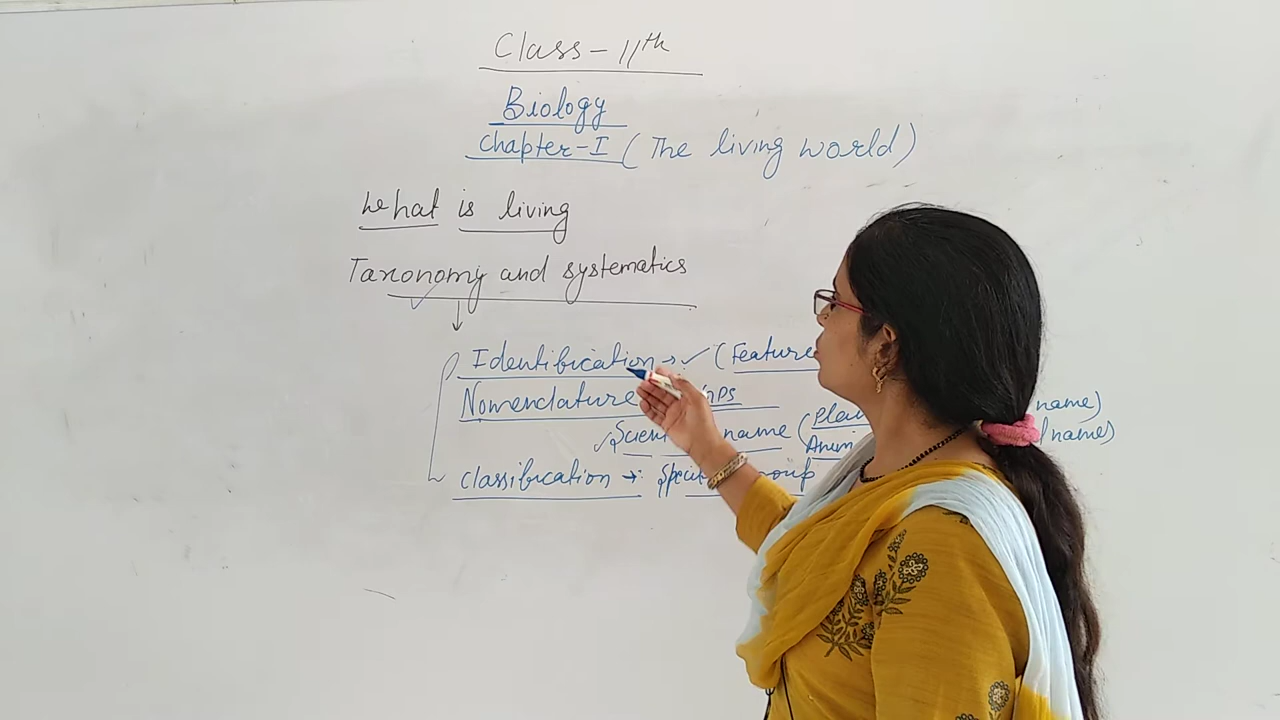 Class - 11th
Biology
Chapter - I ( The living world )
What is living
Taxonomy and systematics
Identification → ✓ ( Feature
Nomenclature
name ( name)
name)
Classification →